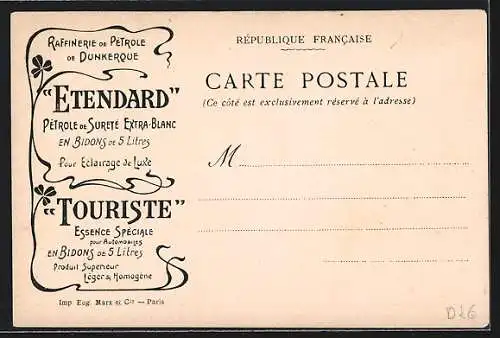 RAFFINERIE DE PÉTROLE
DE DUNKERQUE
"ETENDARD"
PÉTROLE DE SURETÉ EXTRA-BLANC
EN BIDONS DE 5 LITRES
Pour Eclairage de Luxe
"TOURISTE"
ESSENCE SPÉCIALE
pour AUTOMOBILES
EN BIDONS DE 5 LITRES
Produit Superieur
Léger & Homogène
Imp Eug. Marx et Cie — Paris
RÉPUBLIQUE FRANÇAISE
CARTE POSTALE
(Ce côté est exclusivement réservé à l'adresse)
M
D26